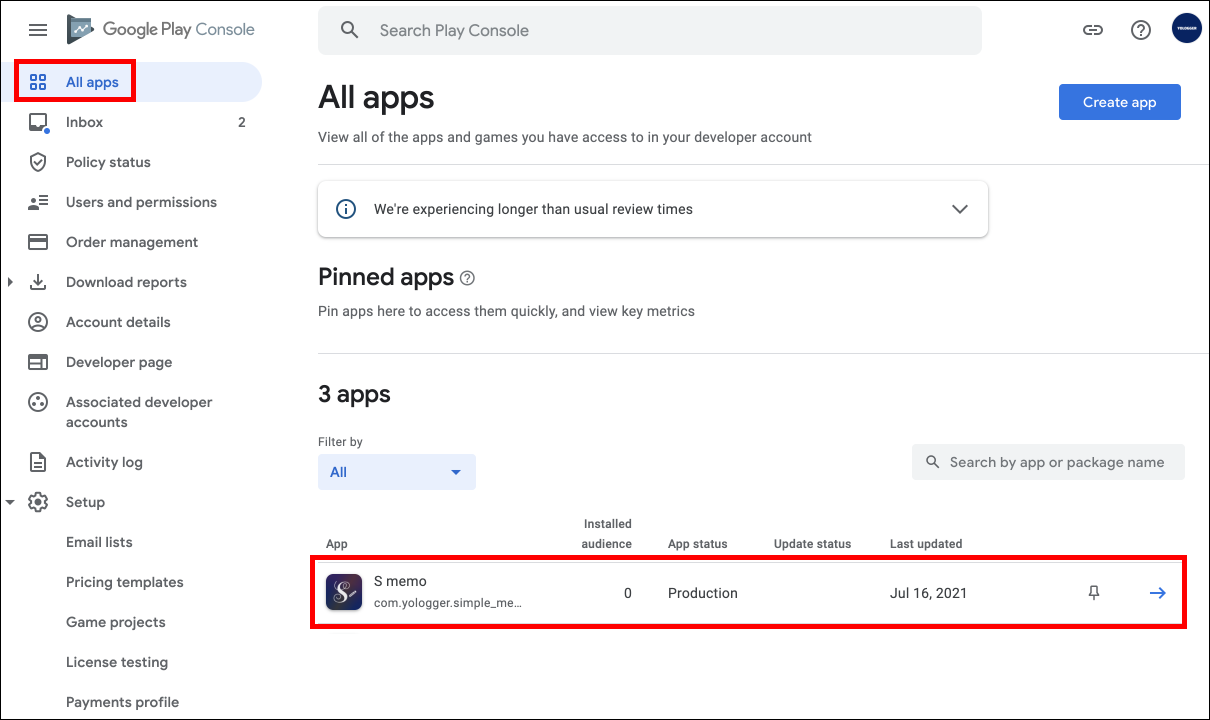 Google Play Console
Search Play Console
YOLOGGER
All apps
Inbox 2
Policy status
Users and permissions
Order management
Download reports
Account details
Developer page
Associated developer
accounts
Activity log
Setup
Email lists
Pricing templates
Game projects
License testing
Payments profile
All apps
Create app
View all of the apps and games you have access to in your developer account
We're experiencing longer than usual review times
Pinned apps
Pin apps here to access them quickly, and view key metrics
3 apps
Filter by
All
Search by app or package name
App
Installed
audience
App status
Update status
Last updated
S memo
com.yologger.simple_me...
0
Production
Jul 16, 2021